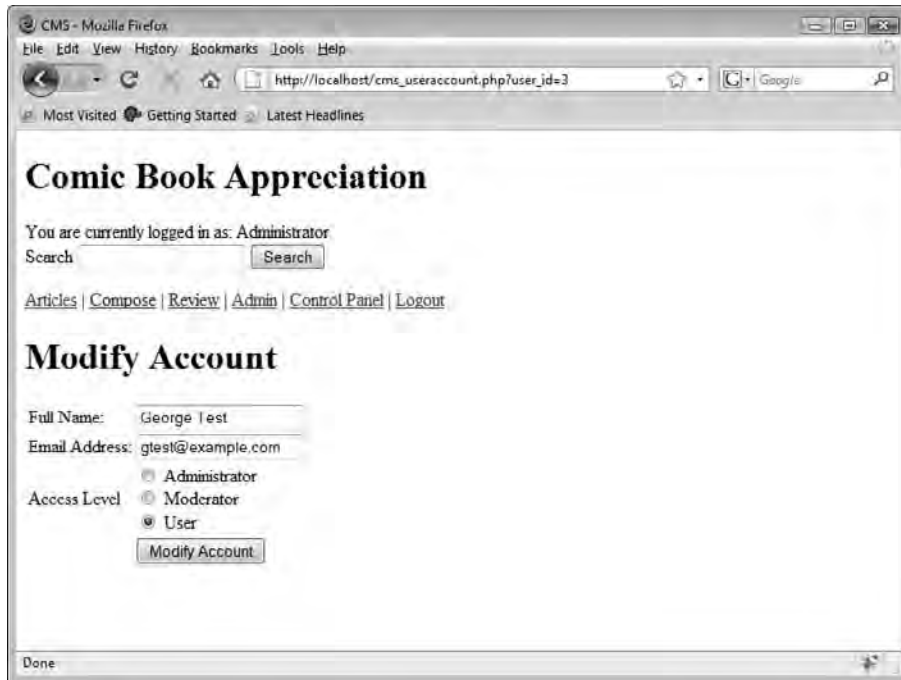 CMS - Mozilla Firefox
File Edit View History Bookmarks Tools Help
http://localhost/cms_useraccount.php?user_id=3
G Google
Most Visited Getting Started Latest Headlines
Comic Book Appreciation
You are currently logged in as: Administrator
Search Search
Articles | Compose | Review | Admin | Control Panel | Logout
Modify Account
Full Name: George Test
Email Address: gtest@example.com
Administrator
Access Level Moderator
User
Modify Account
Done